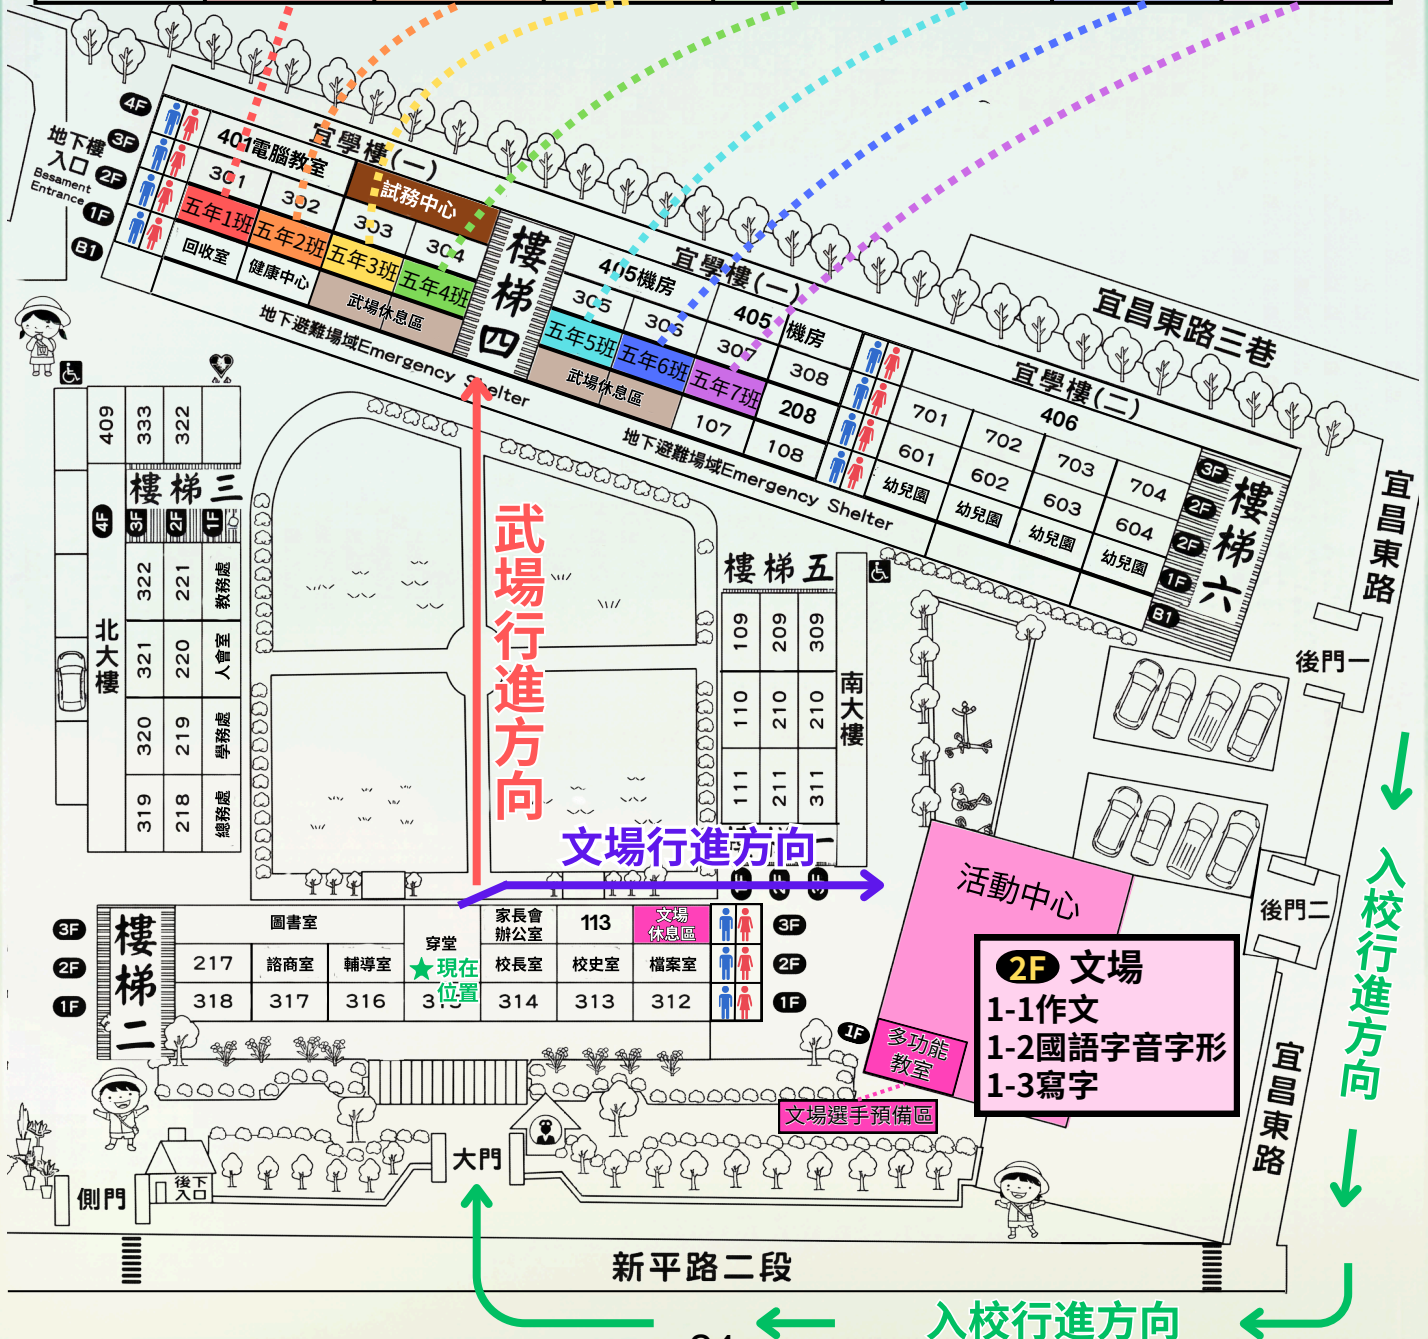 4F
3F
2F
1F
B1
地下樓
入口
Besament
Entrance
宜學樓(一)
401電腦教室
試務中心
301
302
303
304
五年1班
五年2班
五年3班
五年4班
回收室
健康中心
武場休息區
樓梯四
地下避難場域Emergency Shelter
宜學樓(一)
405機房
405
機房
305
306
307
308
五年5班
五年6班
五年7班
208
武場休息區
107
108
地下避難場域Emergency Shelter
宜昌東路三巷
宜學樓(二)
406
701
702
703
704
601
602
603
604
幼兒園
幼兒園
幼兒園
幼兒園
3F
2F
2F
1F
B1
樓梯六
宜昌東路
後門一
後門二
入校行進方向
宜昌東路
409
333
322
樓梯三
4F
3F
2F
1F
北大樓
322
221
教務處
321
220
人會室
320
219
學務處
319
218
總務處
武場行進方向
樓梯五
109
209
309
110
210
210
111
211
311
南大樓
文場行進方向
活動中心
2F 文場
1-1作文
1-2國語字音字形
1-3寫字
1F
多功能
教室
文場選手預備區
3F
2F
1F
樓梯二
圖書室
穿堂
家長會
辦公室
113
文場
休息區
3F
217
諮商室
輔導室
★現在
位置
校長室
校史室
檔案室
2F
318
317
316
314
313
312
1F
大門
側門
後下
入口
新平路二段
入校行進方向